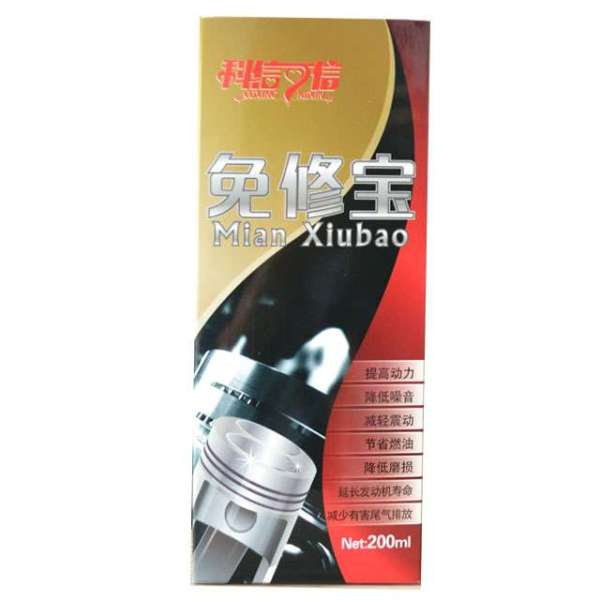 科信口信
免修宝
Mian Xiubao
提高动力
降低噪音
减轻震动
节省燃油
降低磨损
延长发动机寿命
减少有害尾气排放
Net:200ml